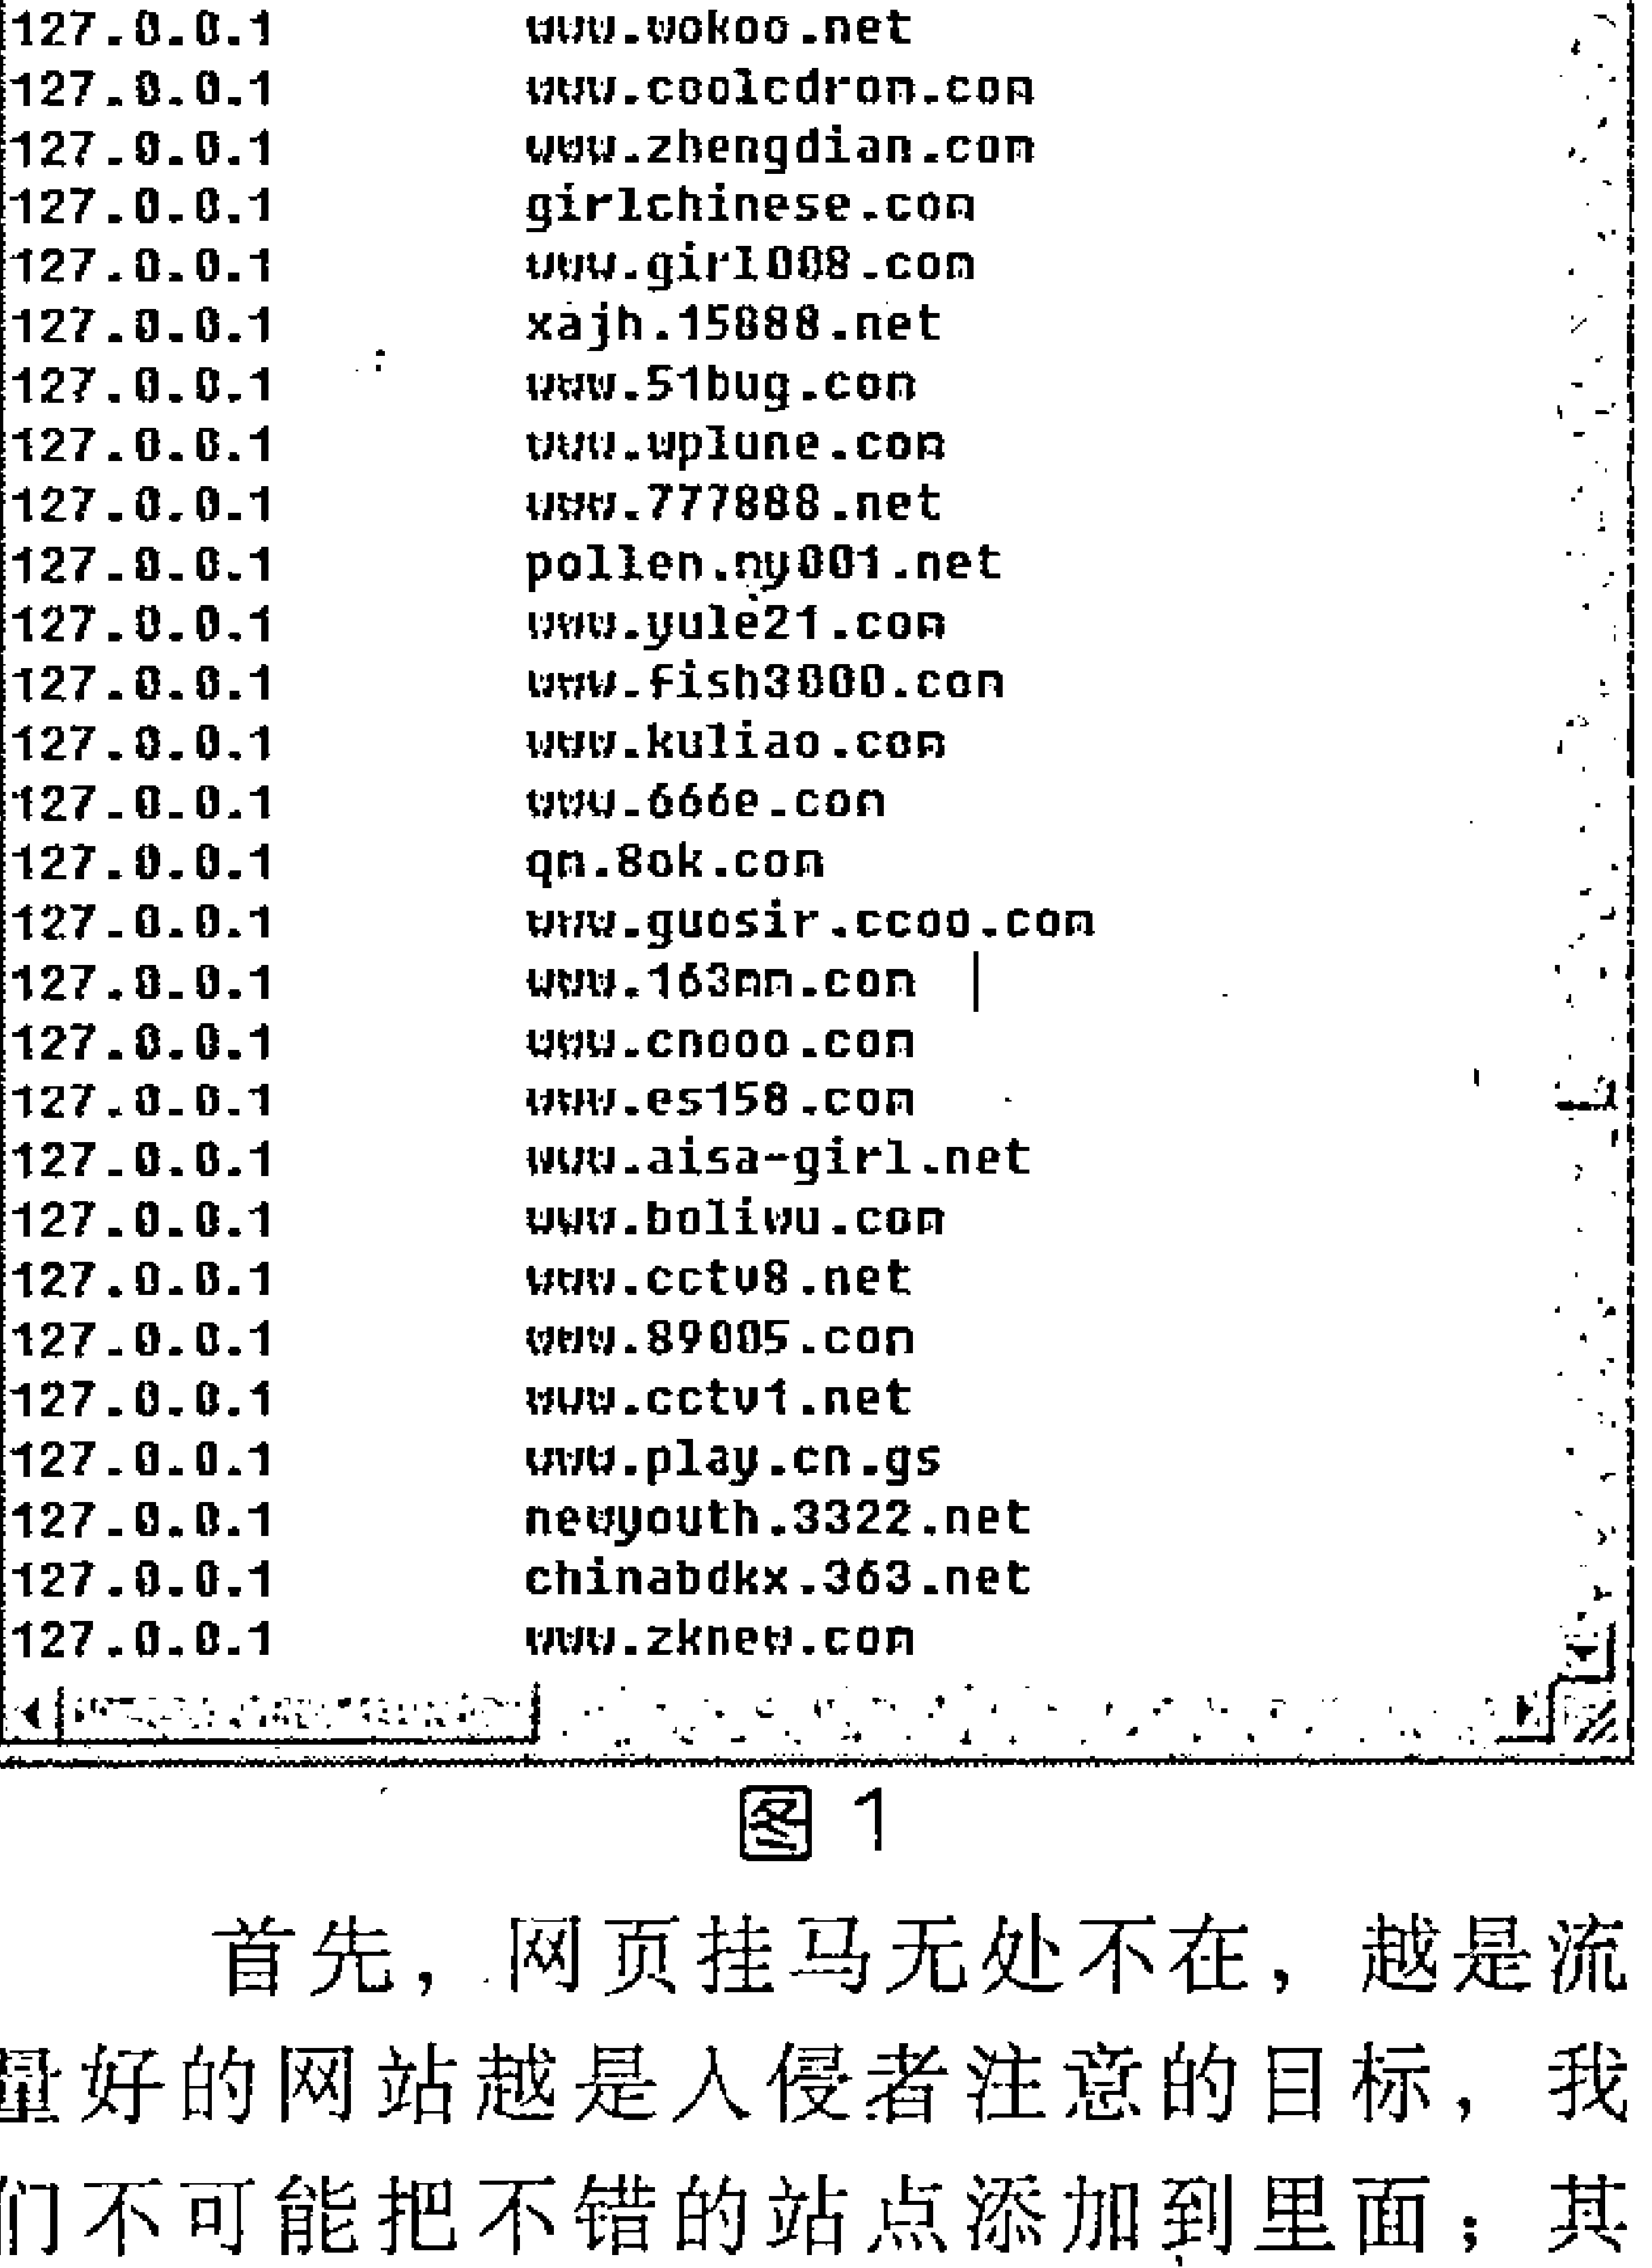 127.0.0.1 www.wokoo.net
127.0.0.1 www.coolcdrom.com
127.0.0.1 www.zhengdian.com
127.0.0.1 girlchinese.com
127.0.0.1 www.girl008.com
127.0.0.1 xajh.15888.net
127.0.0.1 www.51bug.com
127.0.0.1 www.wplune.com
127.0.0.1 www.777888.net
127.0.0.1 pollen.my001.net
127.0.0.1 www.yule21.com
127.0.0.1 www.fish3000.com
127.0.0.1 www.kuliao.com
127.0.0.1 www.666e.com
127.0.0.1 qm.8ok.com
127.0.0.1 www.guosir.ccoo.com
127.0.0.1 www.163mm.com
127.0.0.1 www.cnooo.com
127.0.0.1 www.es158.com
127.0.0.1 www.aisa-girl.net
127.0.0.1 www.boliwu.com
127.0.0.1 www.cctv8.net
127.0.0.1 www.89005.com
127.0.0.1 www.cctv1.net
127.0.0.1 www.play.cn.gs
127.0.0.1 newyouth.3322.net
127.0.0.1 chinabdkx.363.net
127.0.0.1 www.zknew.com
图 1
首先，网页挂马无处不在，越是流
量好的网站越是入侵者注意的目标，我
们不可能把不错的站点添加到里面；其